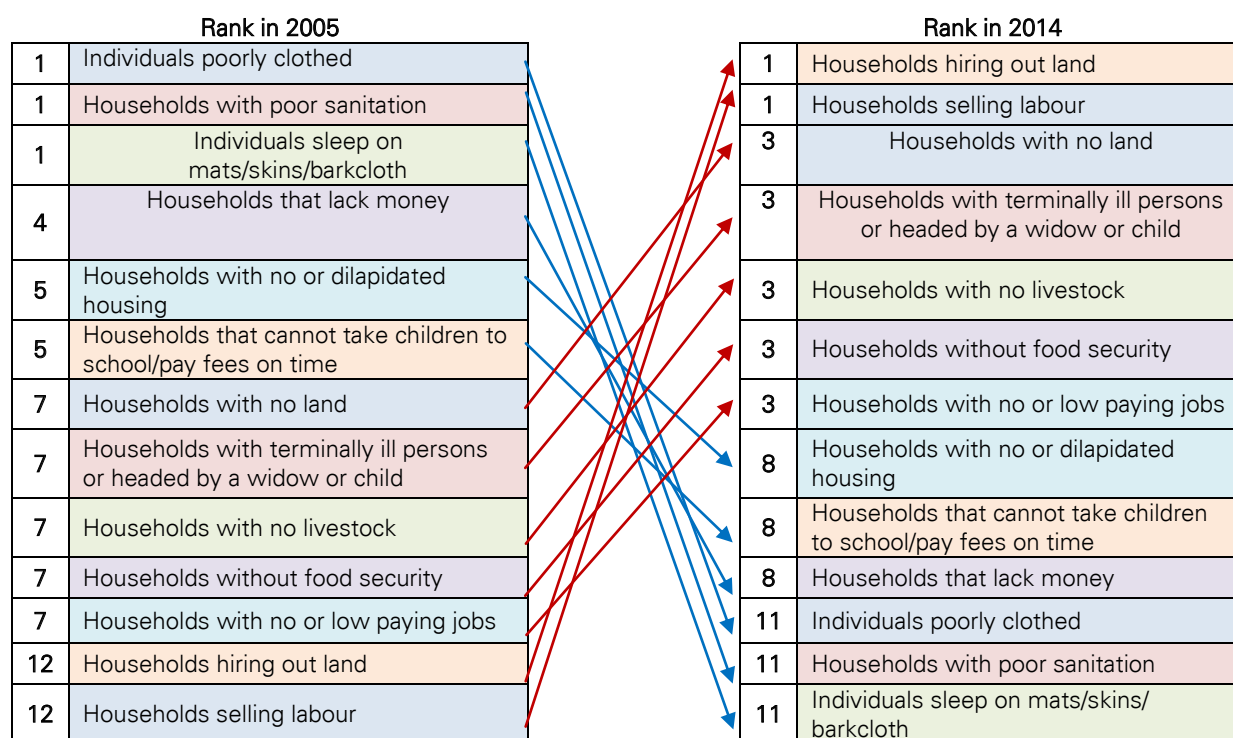 Rank in 2005
1 Individuals poorly clothed
1 Households with poor sanitation
1 Individuals sleep on
mats/skins/barkcloth
4 Households that lack money
5 Households with no or dilapidated
housing
5 Households that cannot take children to
school/pay fees on time
7 Households with no land
7 Households with terminally ill persons
or headed by a widow or child
7 Households with no livestock
7 Households without food security
7 Households with no or low paying jobs
12 Households hiring out land
12 Households selling labour
Rank in 2014
1 Households hiring out land
1 Households selling labour
3 Households with no land
3 Households with terminally ill persons
or headed by a widow or child
3 Households with no livestock
3 Households without food security
3 Households with no or low paying jobs
8 Households with no or dilapidated
housing
8 Households that cannot take children
to school/pay fees on time
8 Households that lack money
11 Individuals poorly clothed
11 Households with poor sanitation
11 Individuals sleep on mats/skins/
barkcloth